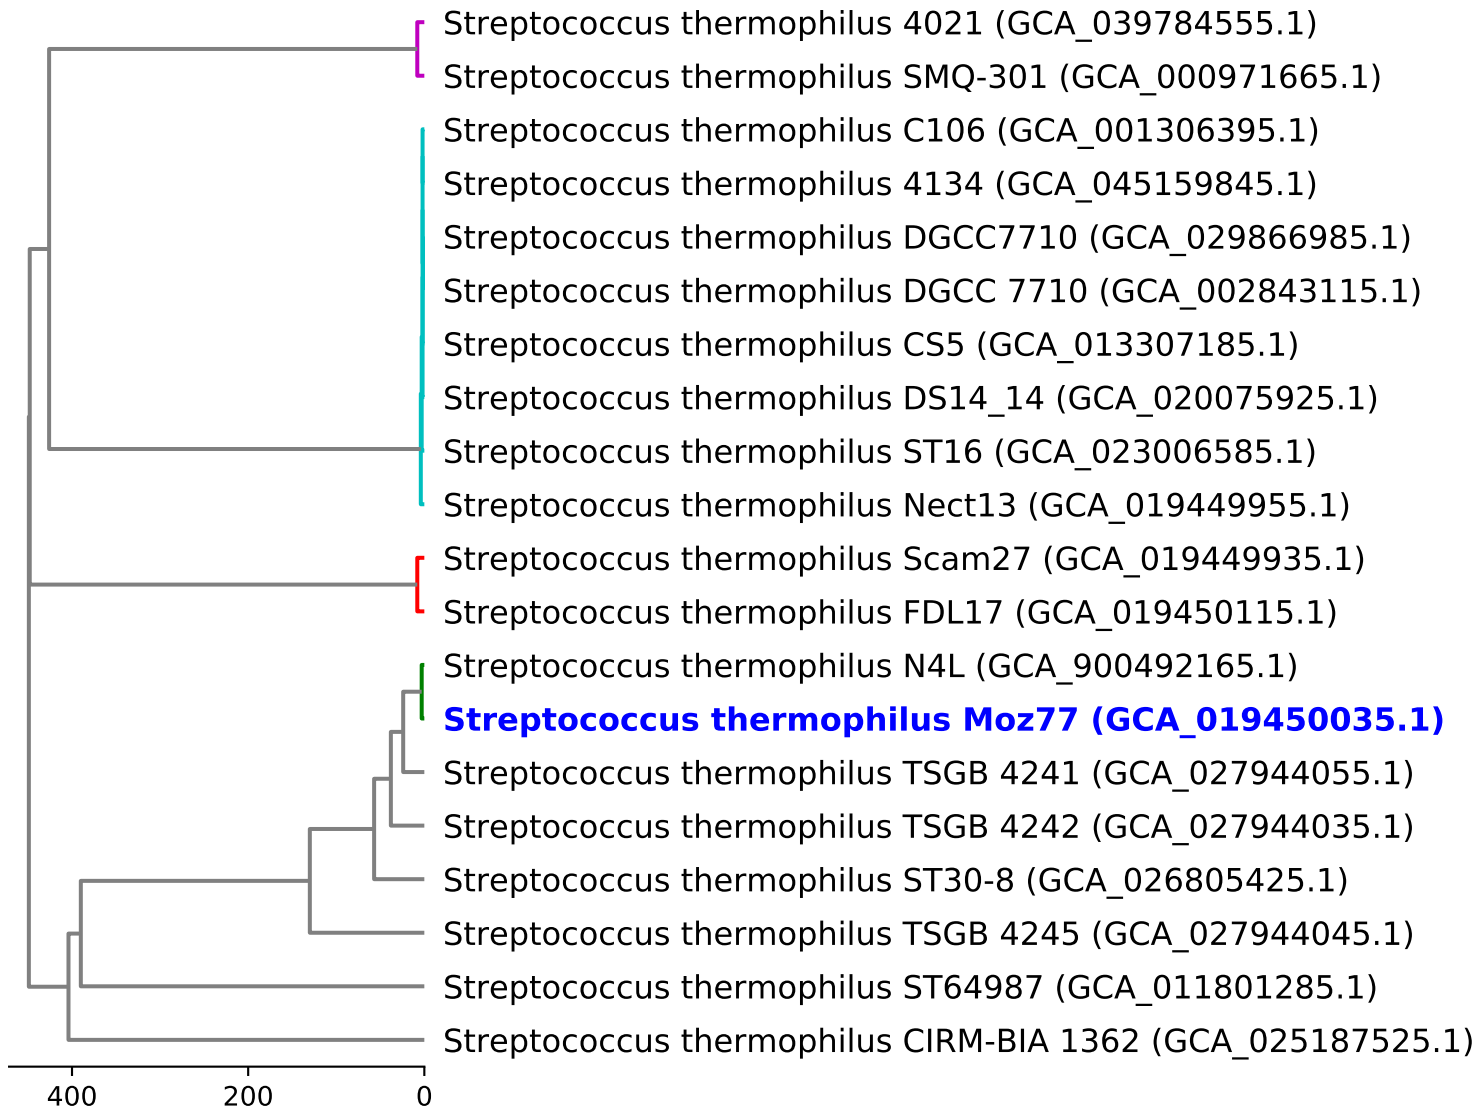 Streptococcus thermophilus 4021 (GCA_039784555.1)
Streptococcus thermophilus SMQ-301 (GCA_000971665.1)
Streptococcus thermophilus C106 (GCA_001306395.1)
Streptococcus thermophilus 4134 (GCA_045159845.1)
Streptococcus thermophilus DGCC7710 (GCA_029866985.1)
Streptococcus thermophilus DGCC 7710 (GCA_002843115.1)
Streptococcus thermophilus CS5 (GCA_013307185.1)
Streptococcus thermophilus DS14_14 (GCA_020075925.1)
Streptococcus thermophilus ST16 (GCA_023006585.1)
Streptococcus thermophilus Nect13 (GCA_019449955.1)
Streptococcus thermophilus Scam27 (GCA_019449935.1)
Streptococcus thermophilus FDL17 (GCA_019450115.1)
Streptococcus thermophilus N4L (GCA_900492165.1)
Streptococcus thermophilus Moz77 (GCA_019450035.1)
Streptococcus thermophilus TSGB 4241 (GCA_027944055.1)
Streptococcus thermophilus TSGB 4242 (GCA_027944035.1)
Streptococcus thermophilus ST30-8 (GCA_026805425.1)
Streptococcus thermophilus TSGB 4245 (GCA_027944045.1)
Streptococcus thermophilus ST64987 (GCA_011801285.1)
Streptococcus thermophilus CIRM-BIA 1362 (GCA_025187525.1)
400 200 0